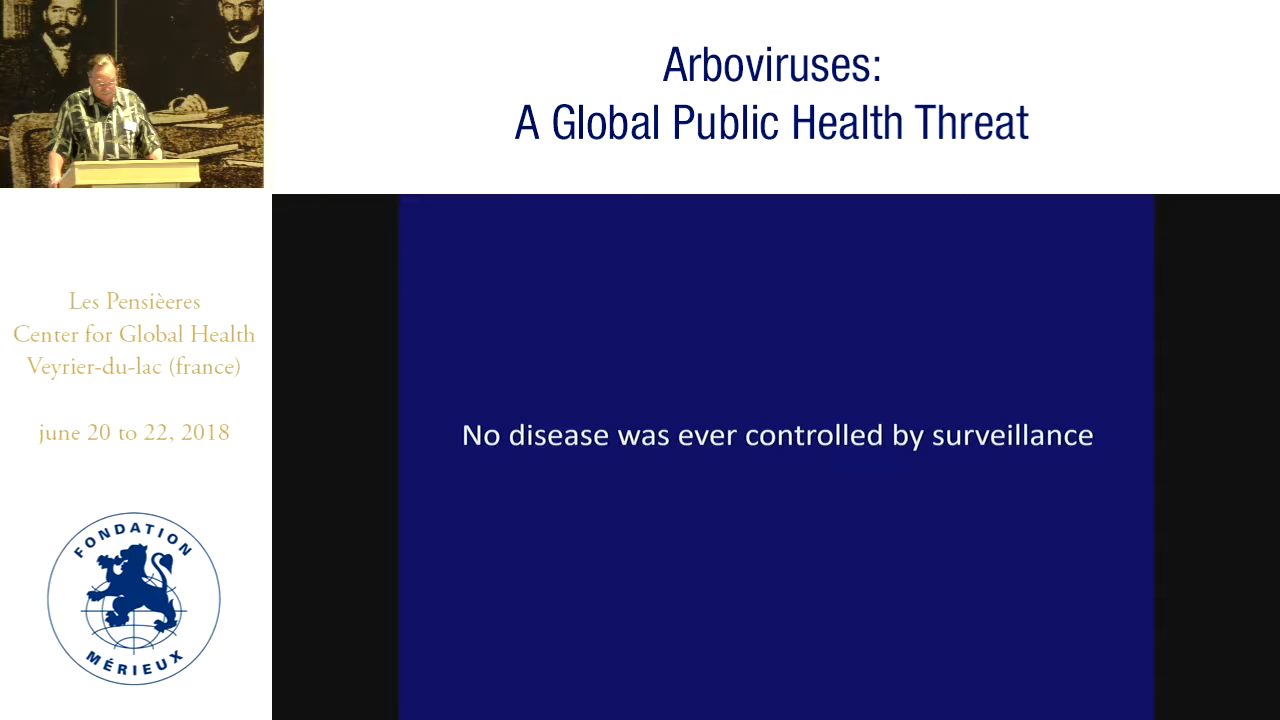 Arboviruses:
A Global Public Health Threat
Les Pensièeres
Center for Global Health
Veyrier-du-lac (france)
june 20 to 22, 2018
No disease was ever controlled by surveillance
FONDATION
MÉRIEUX